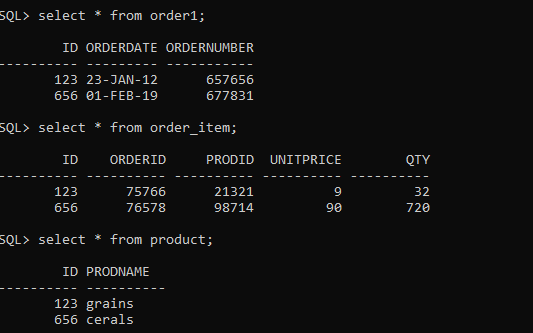 SQL> select * from order1;
ID ORDERDATE ORDERNUMBER
---------- --------- -----------
123 23-JAN-12 657656
656 01-FEB-19 677831
SQL> select * from order_item;
ID ORDERID PRODID UNITPRICE QTY
---------- ---------- ---------- ---------- ----------
123 75766 21321 9 32
656 76578 98714 90 720
SQL> select * from product;
ID PRODNAME
---------- ----------
123 grains
656 cerals